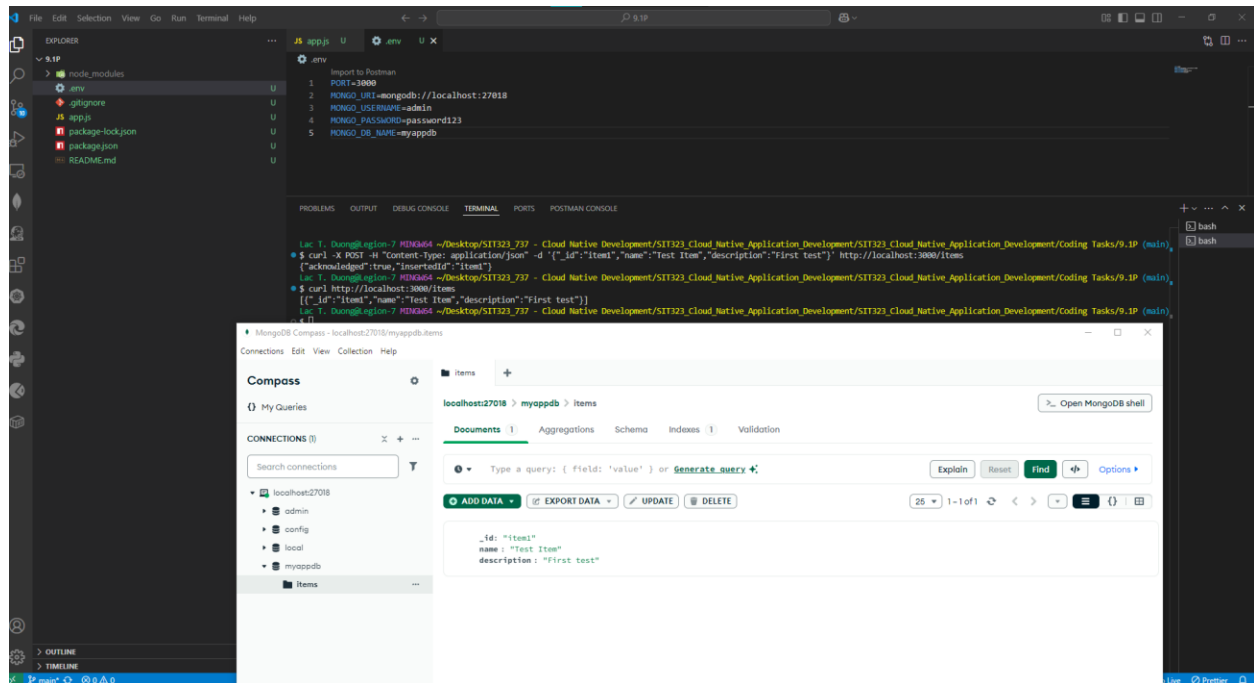 File Edit Selection View Go Run Terminal Help
9.1P
EXPLORER
9.1P
node_modules
.env U
.gitignore U
JS app.js U
package-lock.json U
package.json U
README.md U
OUTLINE
TIMELINE
main* 0 0
JS app.js U .env U
.env
Import to Postman
1 PORT=3000
2 MONGO_URI=mongodb://localhost:27018
3 MONGO_USERNAME=admin
4 MONGO_PASSWORD=password123
5 MONGO_DB_NAME=myappdb
PROBLEMS OUTPUT DEBUG CONSOLE TERMINAL PORTS POSTMAN CONSOLE
bash
bash
Lac T. Duong@Legion-7 MINGW64 ~/Desktop/SIT323_737 - Cloud Native Development/SIT323_Cloud_Native_Application_Development/SIT323_Cloud_Native_Application_Development/Coding Tasks/9.1P (main)
$ curl -X POST -H "Content-Type: application/json" -d '{"_id":"item1","name":"Test Item","description":"First test"}' http://localhost:3000/items
{"acknowledged":true,"insertedId":"item1"}
Lac T. Duong@Legion-7 MINGW64 ~/Desktop/SIT323_737 - Cloud Native Development/SIT323_Cloud_Native_Application_Development/SIT323_Cloud_Native_Application_Development/Coding Tasks/9.1P (main)
$ curl http://localhost:3000/items
[{"_id":"item1","name":"Test Item","description":"First test"}]
Lac T. Duong@Legion-7 MINGW64 ~/Desktop/SIT323_737 - Cloud Native Development/SIT323_Cloud_Native_Application_Development/SIT323_Cloud_Native_Application_Development/Coding Tasks/9.1P (main)
$
MongoDB Compass - localhost:27018/myappdb.items
Connections Edit View Collection Help
Compass
{} My Queries
CONNECTIONS (1)
Search connections
localhost:27018
admin
config
local
myappdb
items
items
localhost:27018 > myappdb > items
>_ Open MongoDB shell
Documents 1 Aggregations Schema Indexes 1 Validation
Type a query: { field: 'value' } or Generate query
Explain Reset Find </> Options
ADD DATA EXPORT DATA UPDATE DELETE
25 1-1 of 1
_id: "item1"
name : "Test Item"
description : "First test"
Live Prettier